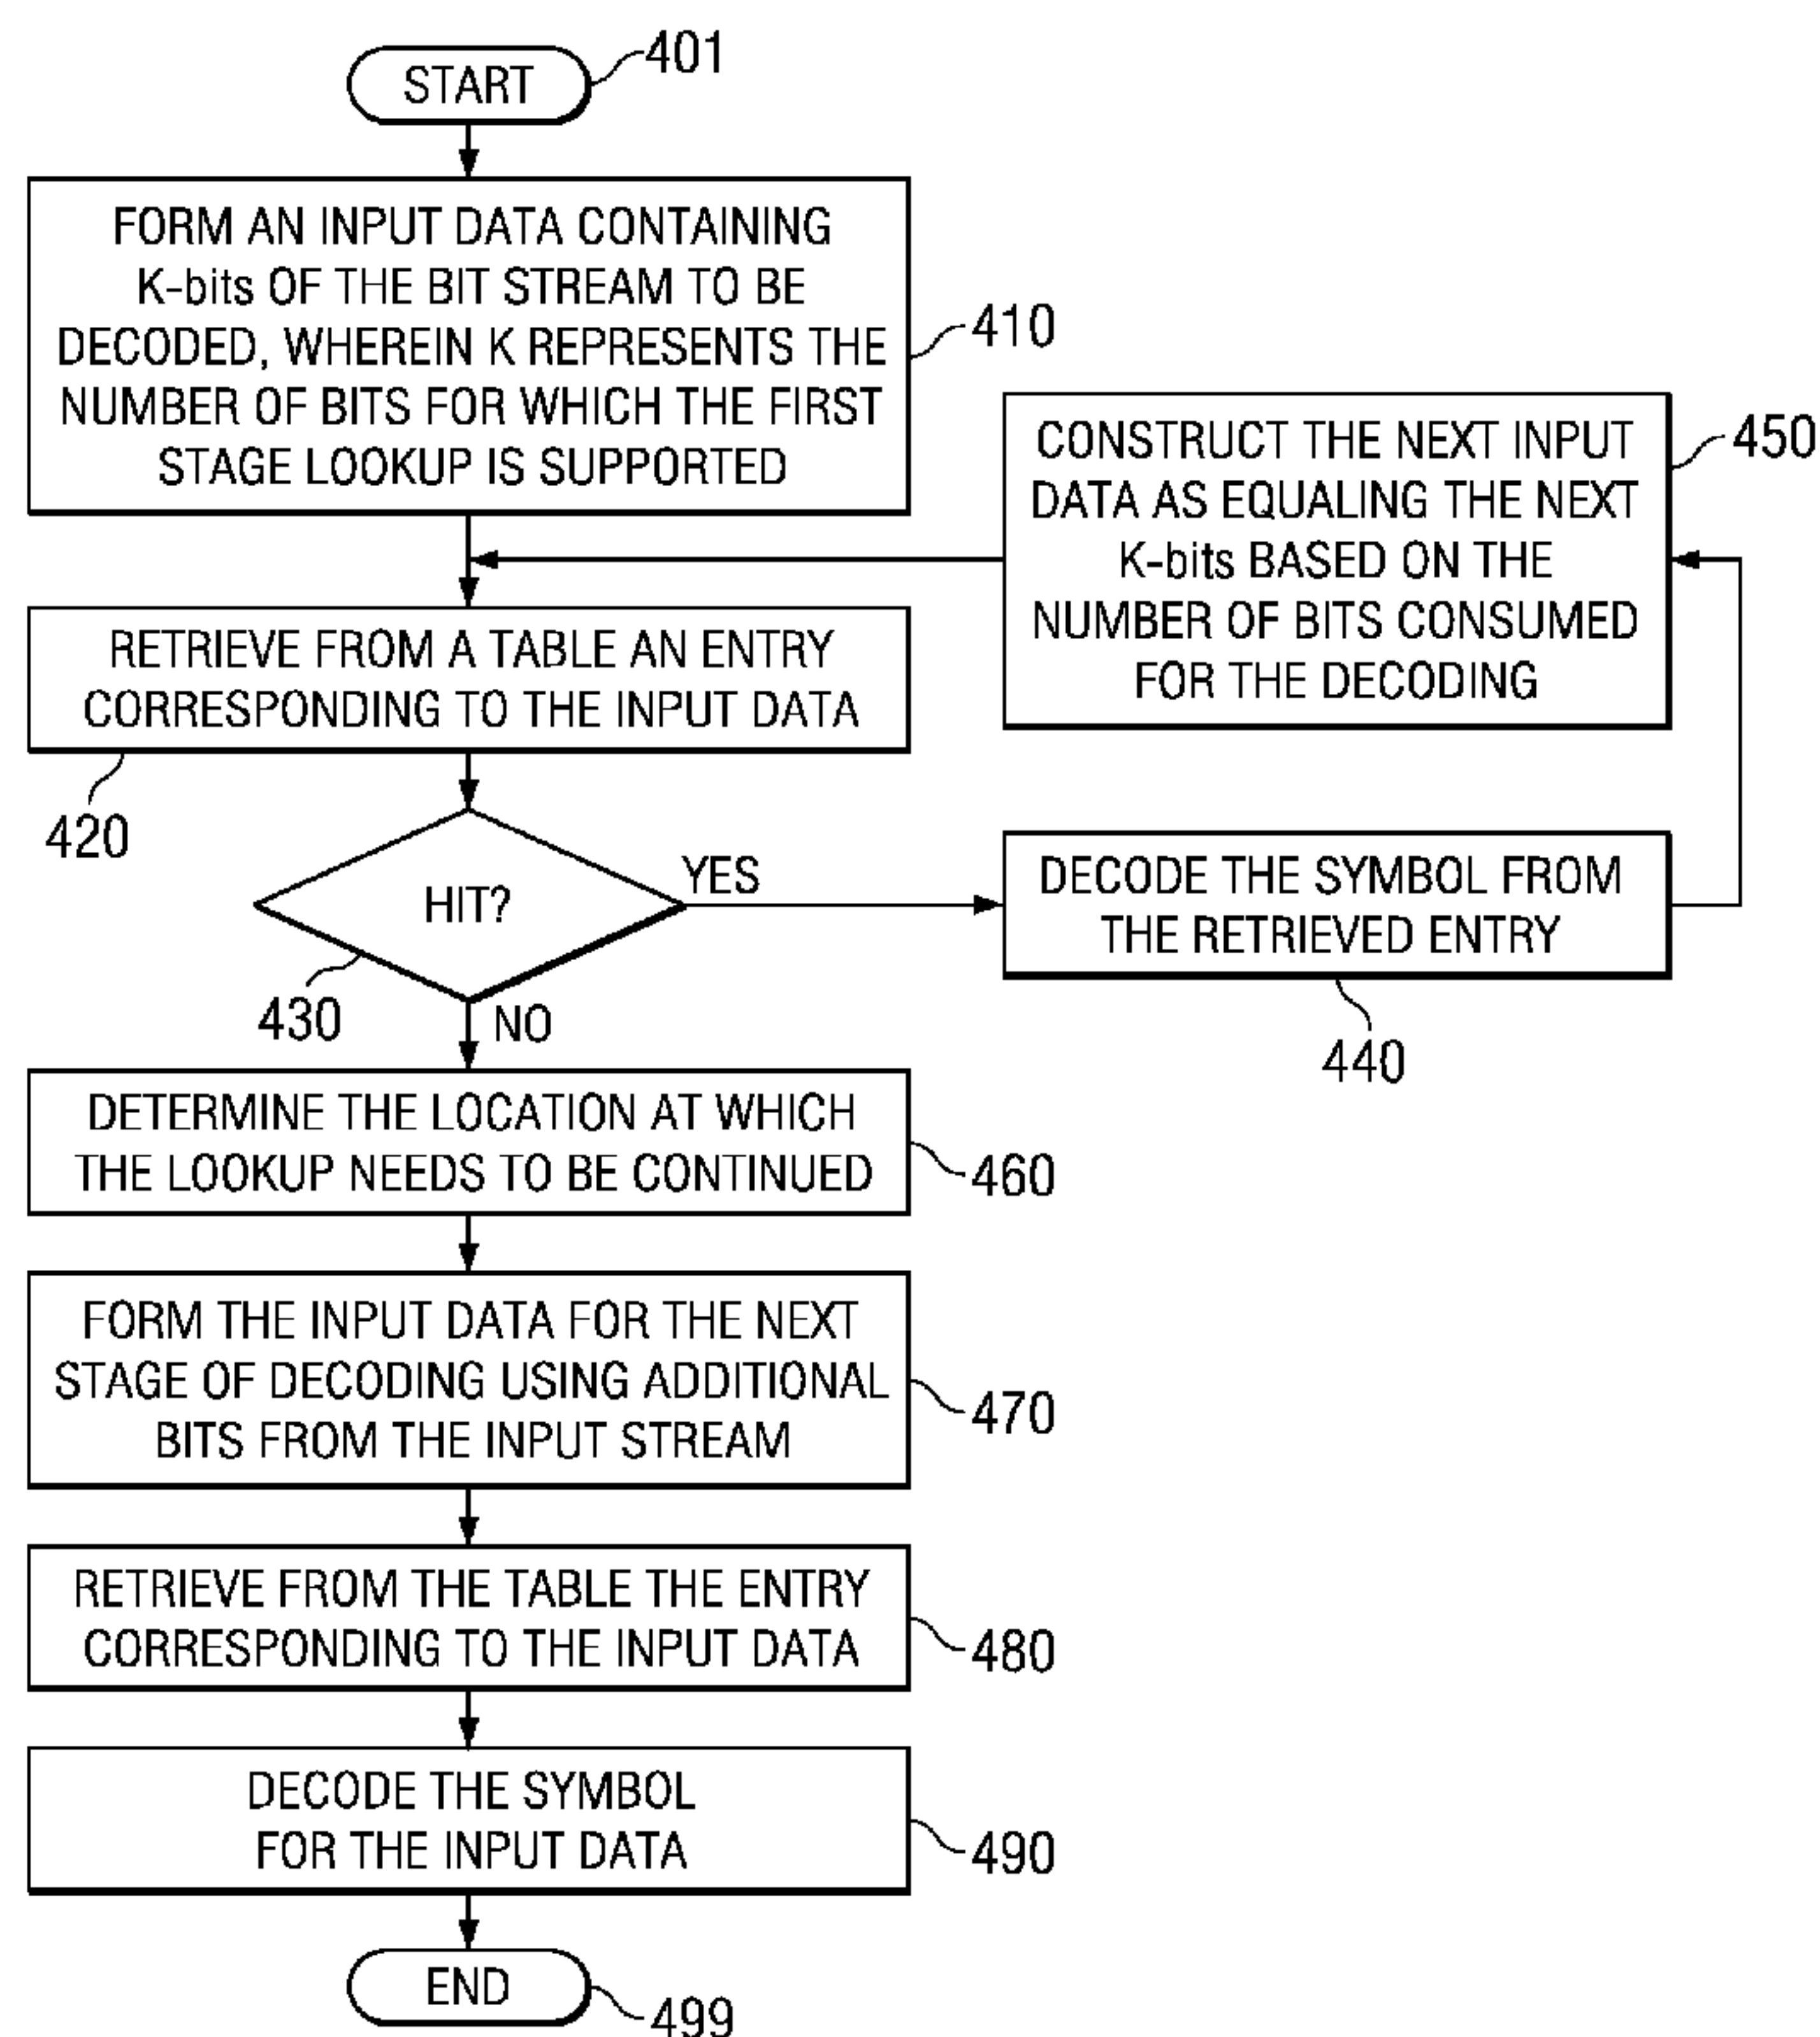 START
401
FORM AN INPUT DATA CONTAINING
K-bits OF THE BIT STREAM TO BE
DECODED, WHEREIN K REPRESENTS THE
NUMBER OF BITS FOR WHICH THE FIRST
STAGE LOOKUP IS SUPPORTED
410
CONSTRUCT THE NEXT INPUT
DATA AS EQUALING THE NEXT
K-bits BASED ON THE
NUMBER OF BITS CONSUMED
FOR THE DECODING
450
RETRIEVE FROM A TABLE AN ENTRY
CORRESPONDING TO THE INPUT DATA
420
HIT?
430
YES
DECODE THE SYMBOL FROM
THE RETRIEVED ENTRY
440
NO
DETERMINE THE LOCATION AT WHICH
THE LOOKUP NEEDS TO BE CONTINUED
460
FORM THE INPUT DATA FOR THE NEXT
STAGE OF DECODING USING ADDITIONAL
BITS FROM THE INPUT STREAM
470
RETRIEVE FROM THE TABLE THE ENTRY
CORRESPONDING TO THE INPUT DATA
480
DECODE THE SYMBOL
FOR THE INPUT DATA
490
END
499